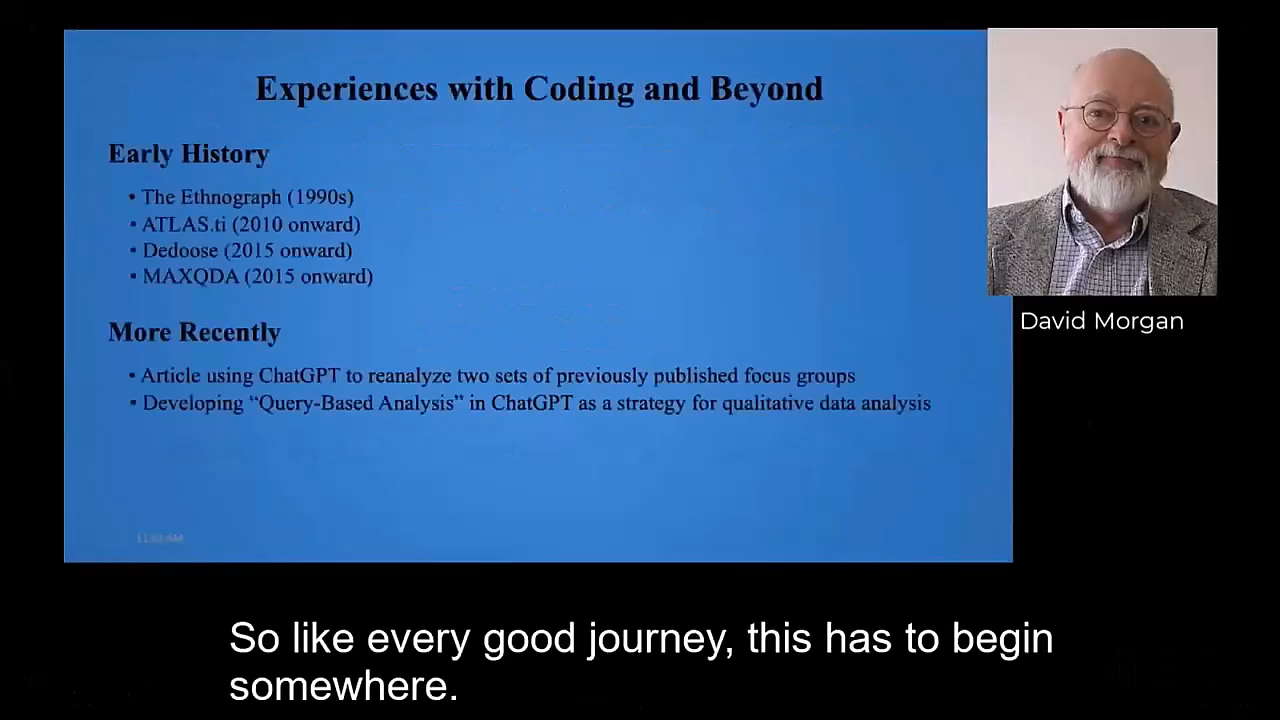 Experiences with Coding and Beyond
Early History
• The Ethnograph (1990s)
• ATLAS.ti (2010 onward)
• Dedoose (2015 onward)
• MAXQDA (2015 onward)
More Recently
• Article using ChatGPT to reanalyze two sets of previously published focus groups
• Developing “Query-Based Analysis” in ChatGPT as a strategy for qualitative data analysis
David Morgan
So like every good journey, this has to begin
somewhere.